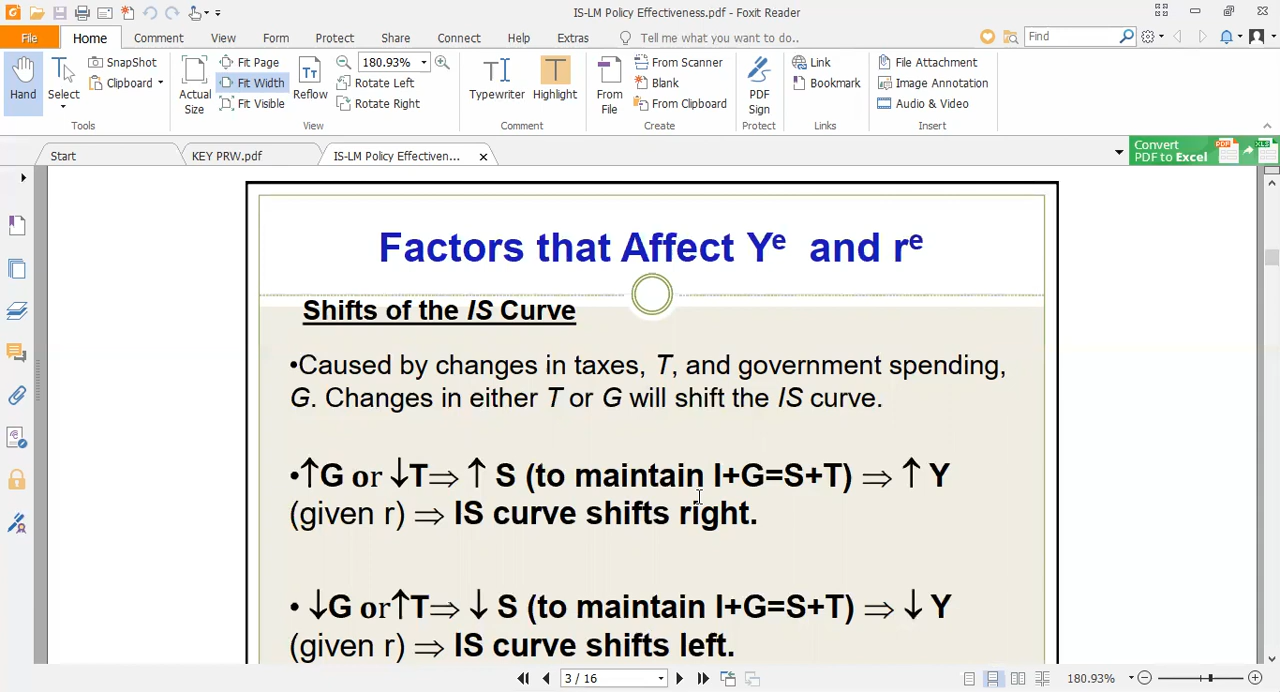 IS-LM Policy Effectiveness.pdf - Foxit Reader
File Home Comment View Form Protect Share Connect Help Extras Tell me what you want to do.. Find
Hand
Select
SnapShot
Clipboard
Tools
Actual
Size
Fit Page
Fit Width
Fit Visible
Reflow
180.93%
Rotate Left
Rotate Right
View
Typewriter
Highlight
Comment
From
File
From Scanner
Blank
From Clipboard
Create
PDF
Sign
Protect
Link
Bookmark
Links
File Attachment
Image Annotation
Audio & Video
Insert
Start
KEY PRW.pdf
IS-LM Policy Effectiven...
Convert
PDF to Excel
Factors that Affect Yᵉ and rᵉ
Shifts of the IS Curve
•Caused by changes in taxes, T, and government spending,
G. Changes in either T or G will shift the IS curve.
•↑G or ↓T⇒ ↑ S (to maintain I+G=S+T) ⇒ ↑ Y
(given r) ⇒ IS curve shifts right.
• ↓G or↑T⇒ ↓ S (to maintain I+G=S+T) ⇒ ↓ Y
(given r) ⇒ IS curve shifts left.
3 / 16
180.93%